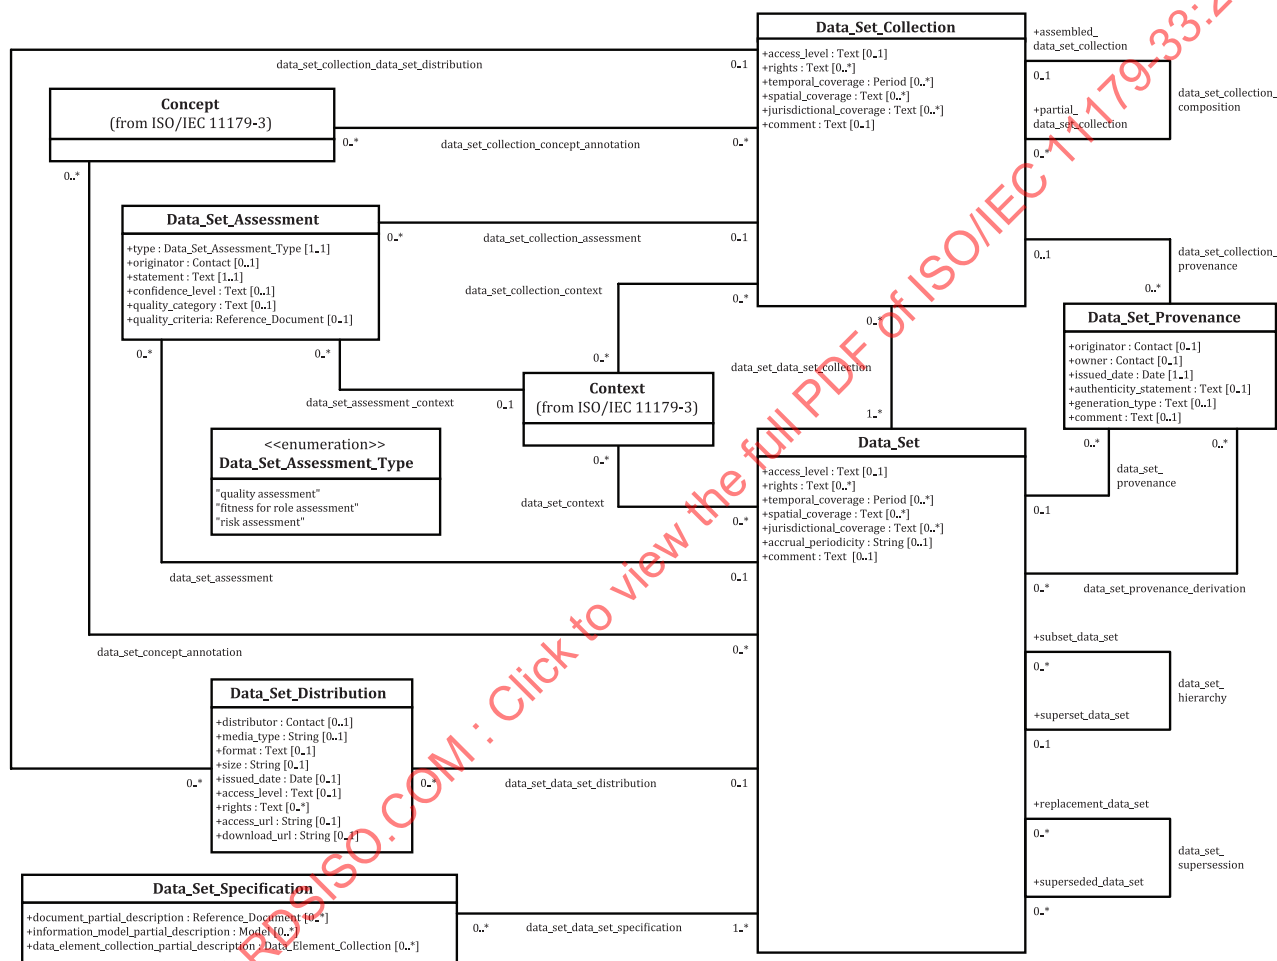 Data_Set_Collection
+access_level : Text [0..1]
+rights : Text [0..*]
+temporal_coverage : Period [0..*]
+spatial_coverage : Text [0..*]
+jurisdictional_coverage : Text [0..*]
+comment : Text [0..1]
+assembled_
data_set_collection
0..1
data_set_collection_
composition
+partial_
data_set_collection
0..*
data_set_collection_data_set_distribution
0..1
Concept
(from ISO/IEC 11179-3)
0..*
data_set_collection_concept_annotation
0..*
0..*
Data_Set_Assessment
+type : Data_Set_Assessment_Type [1..1]
+originator : Contact [0..1]
+statement : Text [1..1]
+confidence_level : Text [0..1]
+quality_category : Text [0..1]
+quality_criteria: Reference_Document [0..1]
0..*
data_set_collection_assessment
0..1
0..1
data_set_collection_
provenance
0..*
data_set_collection_context
0..*
0..*
0..*
Data_Set_Provenance
+originator : Contact [0..1]
+owner : Contact [0..1]
+issued_date : Date [1..1]
+authenticity_statement : Text [0..1]
+generation_type : Text [0..1]
+comment : Text [0..1]
0..*
0..*
data_set_assessment _context
0..1
Context
(from ISO/IEC 11179-3)
data_set_data_set_collection
1..*
0..*
0..*
0..*
data_set_
provenance
0..1
<<enumeration>>
Data_Set_Assessment_Type
"quality assessment"
"fitness for role assessment"
"risk assessment"
data_set_context
0..*
Data_Set
+access_level : Text [0..1]
+rights : Text [0..*]
+temporal_coverage : Period [0..*]
+spatial_coverage : Text [0..*]
+jurisdictional_coverage : Text [0..*]
+accrual_periodicity : String [0..1]
+comment : Text [0..1]
data_set_assessment
0..1
0..*
data_set_provenance_derivation
data_set_concept_annotation
0..*
+subset_data_set
0..*
data_set_
hierarchy
+superset_data_set
0..1
Data_Set_Distribution
+distributor : Contact [0..1]
+media_type : String [0..1]
+format : Text [0..1]
+size : String [0..1]
+issued_date : Date [0..1]
+access_level : Text [0..1]
+rights : Text [0..*]
+access_url : String [0..1]
+download_url : String [0..1]
0..*
0..*
data_set_data_set_distribution
0..1
+replacement_data_set
0..*
data_set_
supersession
+superseded_data_set
0..*
Data_Set_Specification
+document_partial_description : Reference_Document [0..*]
+information_model_partial_description : Model [0..*]
+data_element_collection_partial_description : Data_Element_Collection [0..*]
0..*
data_set_data_set_specification
1..*
RDSISO.COM : Click to view the full PDF of ISO/IEC 11179-33:2